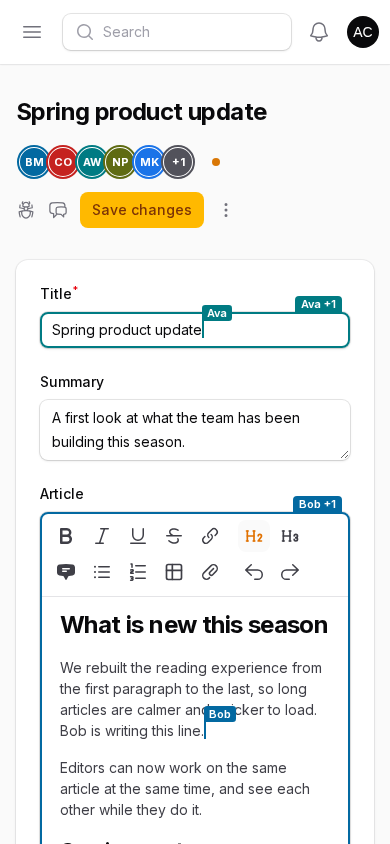 Search
AC
Spring product update
BM CO AW NP MK +1
Save changes
Title*
Ava +1
Ava
Spring product update
Summary
A first look at what the team has been
building this season.
Article
Bob +1
B I U S H2 H3
What is new this season
We rebuilt the reading experience from
the first paragraph to the last, so long
articles are calmer and quicker to load.
Bob
Bob is writing this line.
Editors can now work on the same
article at the same time, and see each
other while they do it.